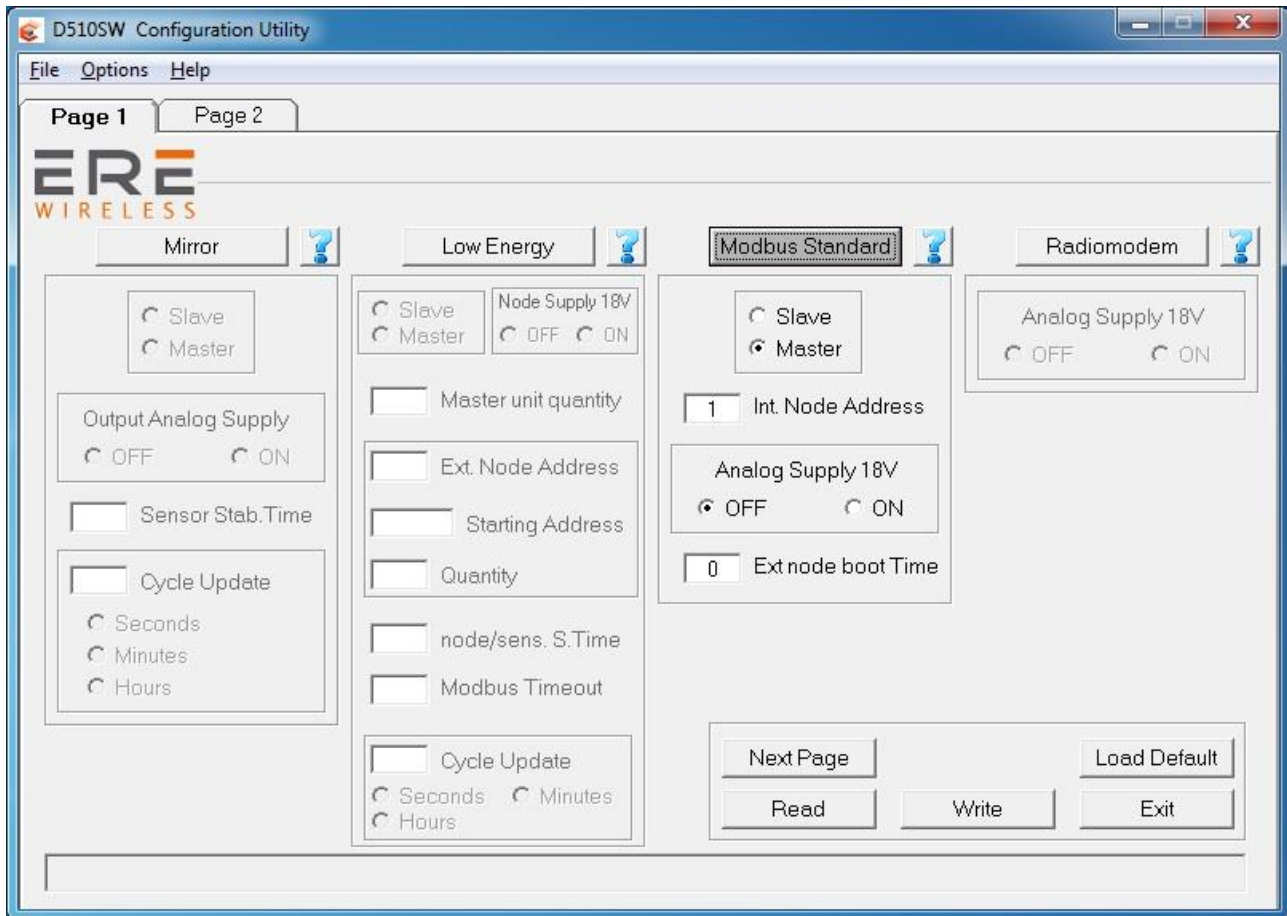 D510SW Configuration Utility
File Options Help
Page 1 Page 2
ERE
WIRELESS
Mirror
Low Energy
Modbus Standard
Radiomodem
Slave
Master
Output Analog Supply
OFF ON
Sensor Stab.Time
Cycle Update
Seconds
Minutes
Hours
Slave
Master
Node Supply 18V
OFF ON
Master unit quantity
Ext. Node Address
Starting Address
Quantity
node/sens. S.Time
Modbus Timeout
Cycle Update
Seconds Minutes
Hours
Slave
Master
1 Int. Node Address
Analog Supply 18V
OFF ON
0 Ext node boot Time
Analog Supply 18V
OFF ON
Next Page Load Default
Read Write Exit